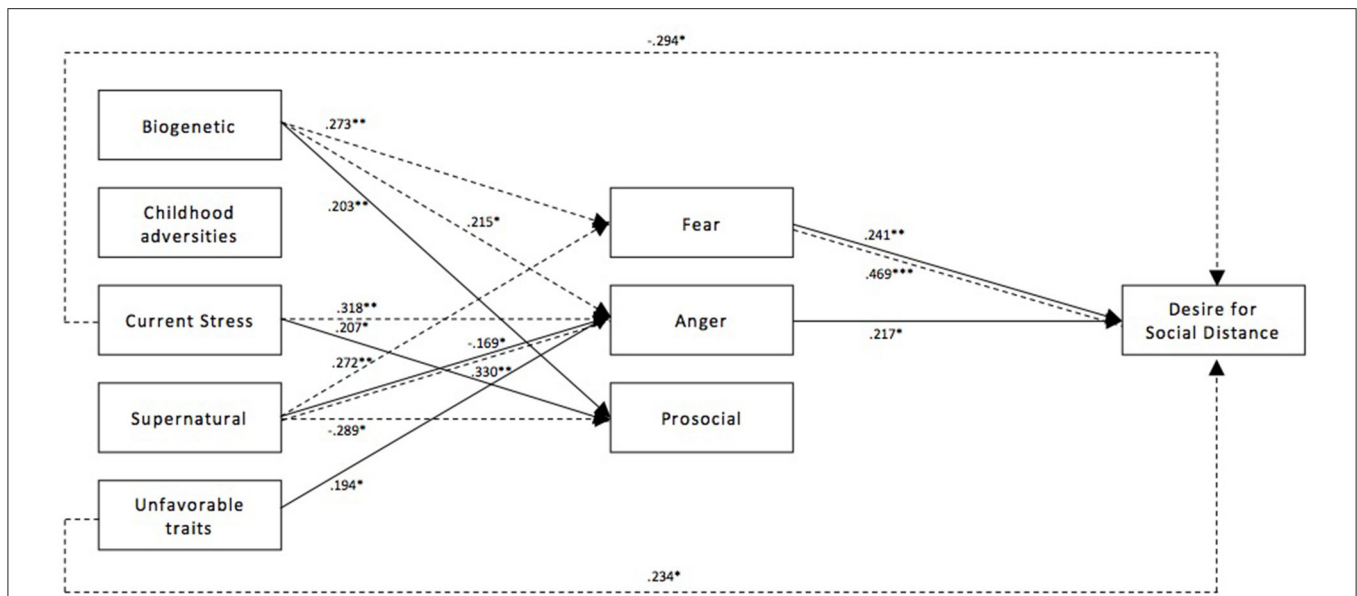 -.294*
Biogenetic
.273**
Childhood
adversities
.203**
.215*
Fear
.241**
.469***
Current Stress
.318**
.207*
Anger
-.169*
.217*
Desire for
Social Distance
.272**
.330**
Supernatural
-.289*
Prosocial
Unfavorable
traits
.194*
.234*